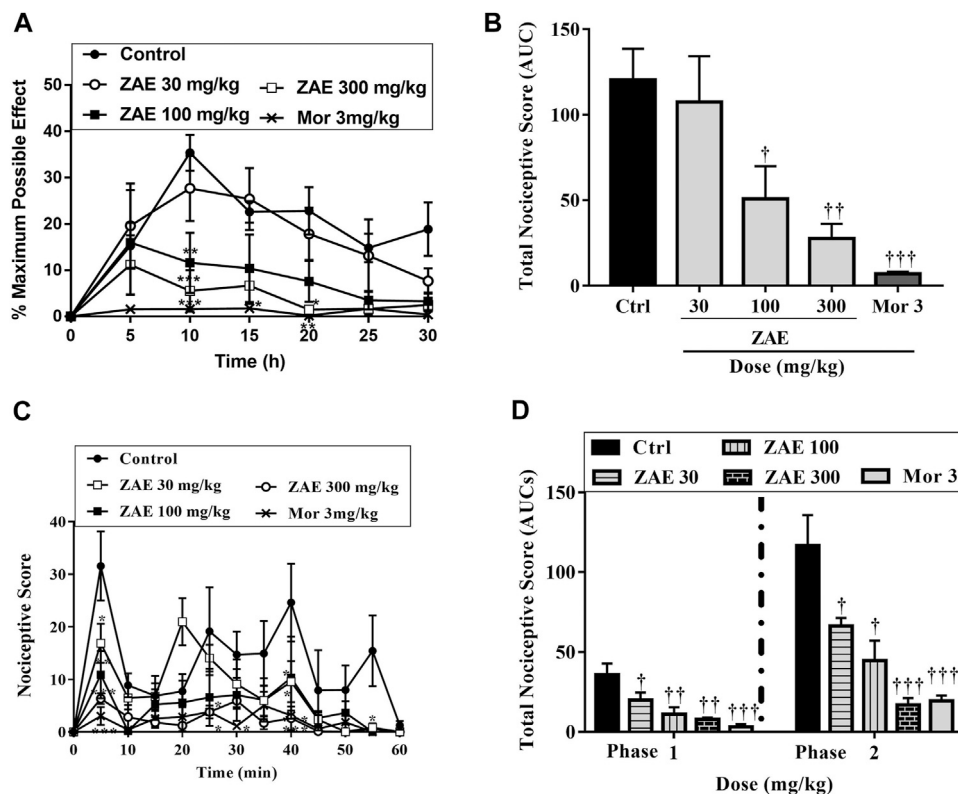 A
Control
ZAE 30 mg/kg
ZAE 300 mg/kg
ZAE 100 mg/kg
Mor 3mg/kg
% Maximum Possible Effect
50
40
30
20
10
0
**
***
***
*
*
**
0 5 10 15 20 25 30
Time (h)
B
Total Nociceptive Score (AUC)
150
100
50
0
†
††
†††
Ctrl 30 100 300 Mor 3
ZAE
Dose (mg/kg)
C
Control
ZAE 30 mg/kg
ZAE 300 mg/kg
ZAE 100 mg/kg
Mor 3mg/kg
Nociceptive Score
40
30
20
10
0
*
***
***
*
*
*
*
*
0 10 20 30 40 50 60
Time (min)
D
Ctrl
ZAE 100
ZAE 30
ZAE 300
Mor 3
Total Nociceptive Score (AUCs)
150
100
50
0
† †† †† †††
† † ††† †††
Phase 1 Phase 2
Dose (mg/kg)